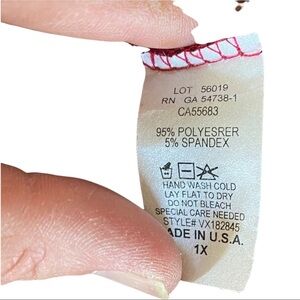 LOT 56019
RN GA 54738-1
CA55683
95% POLYESRER
5% SPANDEX
HAND WASH COLD
LAY FLAT TO DRY
DO NOT BLEACH
SPECIAL CARE NEEDED
STYLE# VX182845
MADE IN U.S.A.
1X